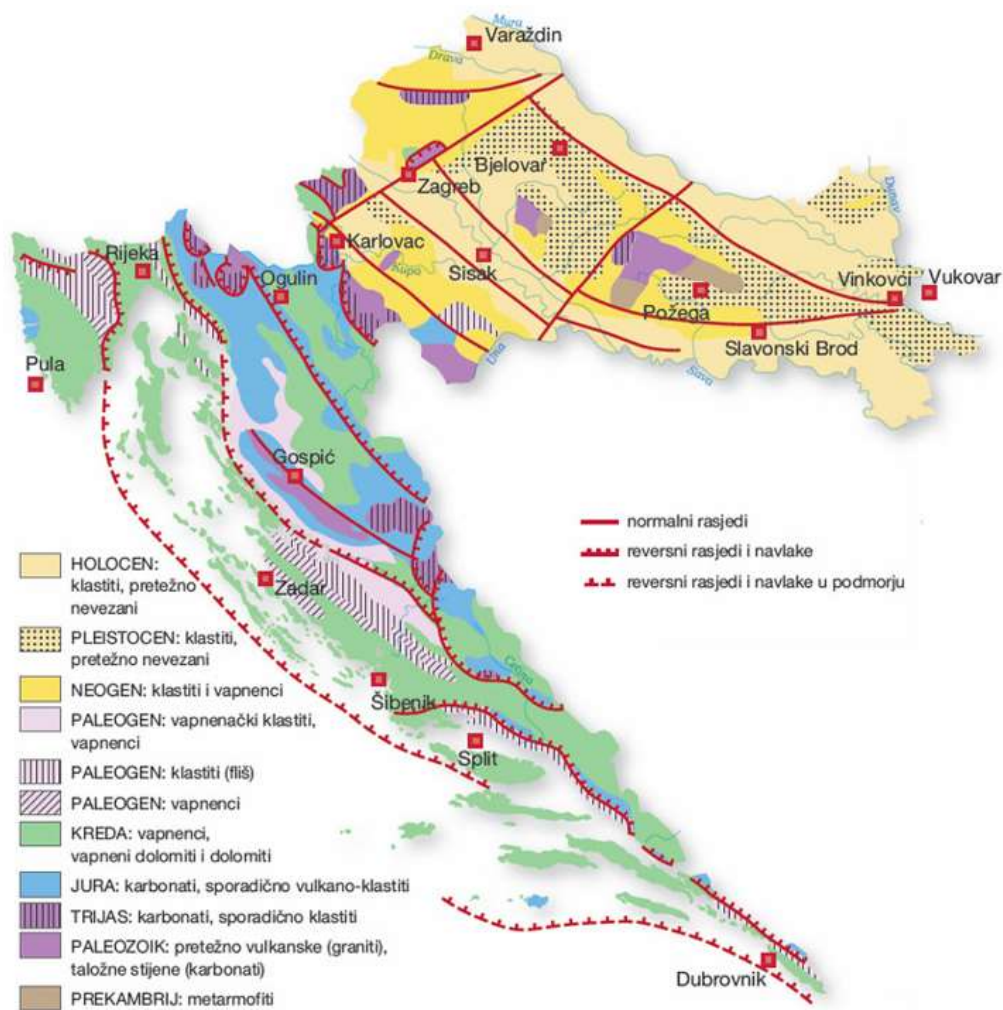 Mura
Varaždin
Drava
Bjelovar
Zagreb
Dunav
Karlovac
Rijeka
Ogulin
Kupa
Sisak
Vinkovci
Vukovar
Požega
Slavonski Brod
Una
Sava
Pula
Gospić
Zadar
Cetina
Šibenik
Split
Dubrovnik
normalni rasjedi
reversni rasjedi i navlake
reversni rasjedi i navlake u podmorju
HOLOCEN:
klastiti, pretežno
nevezani
PLEISTOCEN: klastiti,
pretežno nevezani
NEOGEN: klastiti i vapnenci
PALEOGEN: vapnenački klastiti,
vapnenci
PALEOGEN: klastiti (fliš)
PALEOGEN: vapnenci
KREDA: vapnenci,
vapneni dolomiti i dolomiti
JURA: karbonati, sporadično vulkano-klastiti
TRIJAS: karbonati, sporadično klastiti
PALEOZOIK: pretežno vulkanske (graniti),
taložne stijene (karbonati)
PREKAMBRIJ: metarmofiti